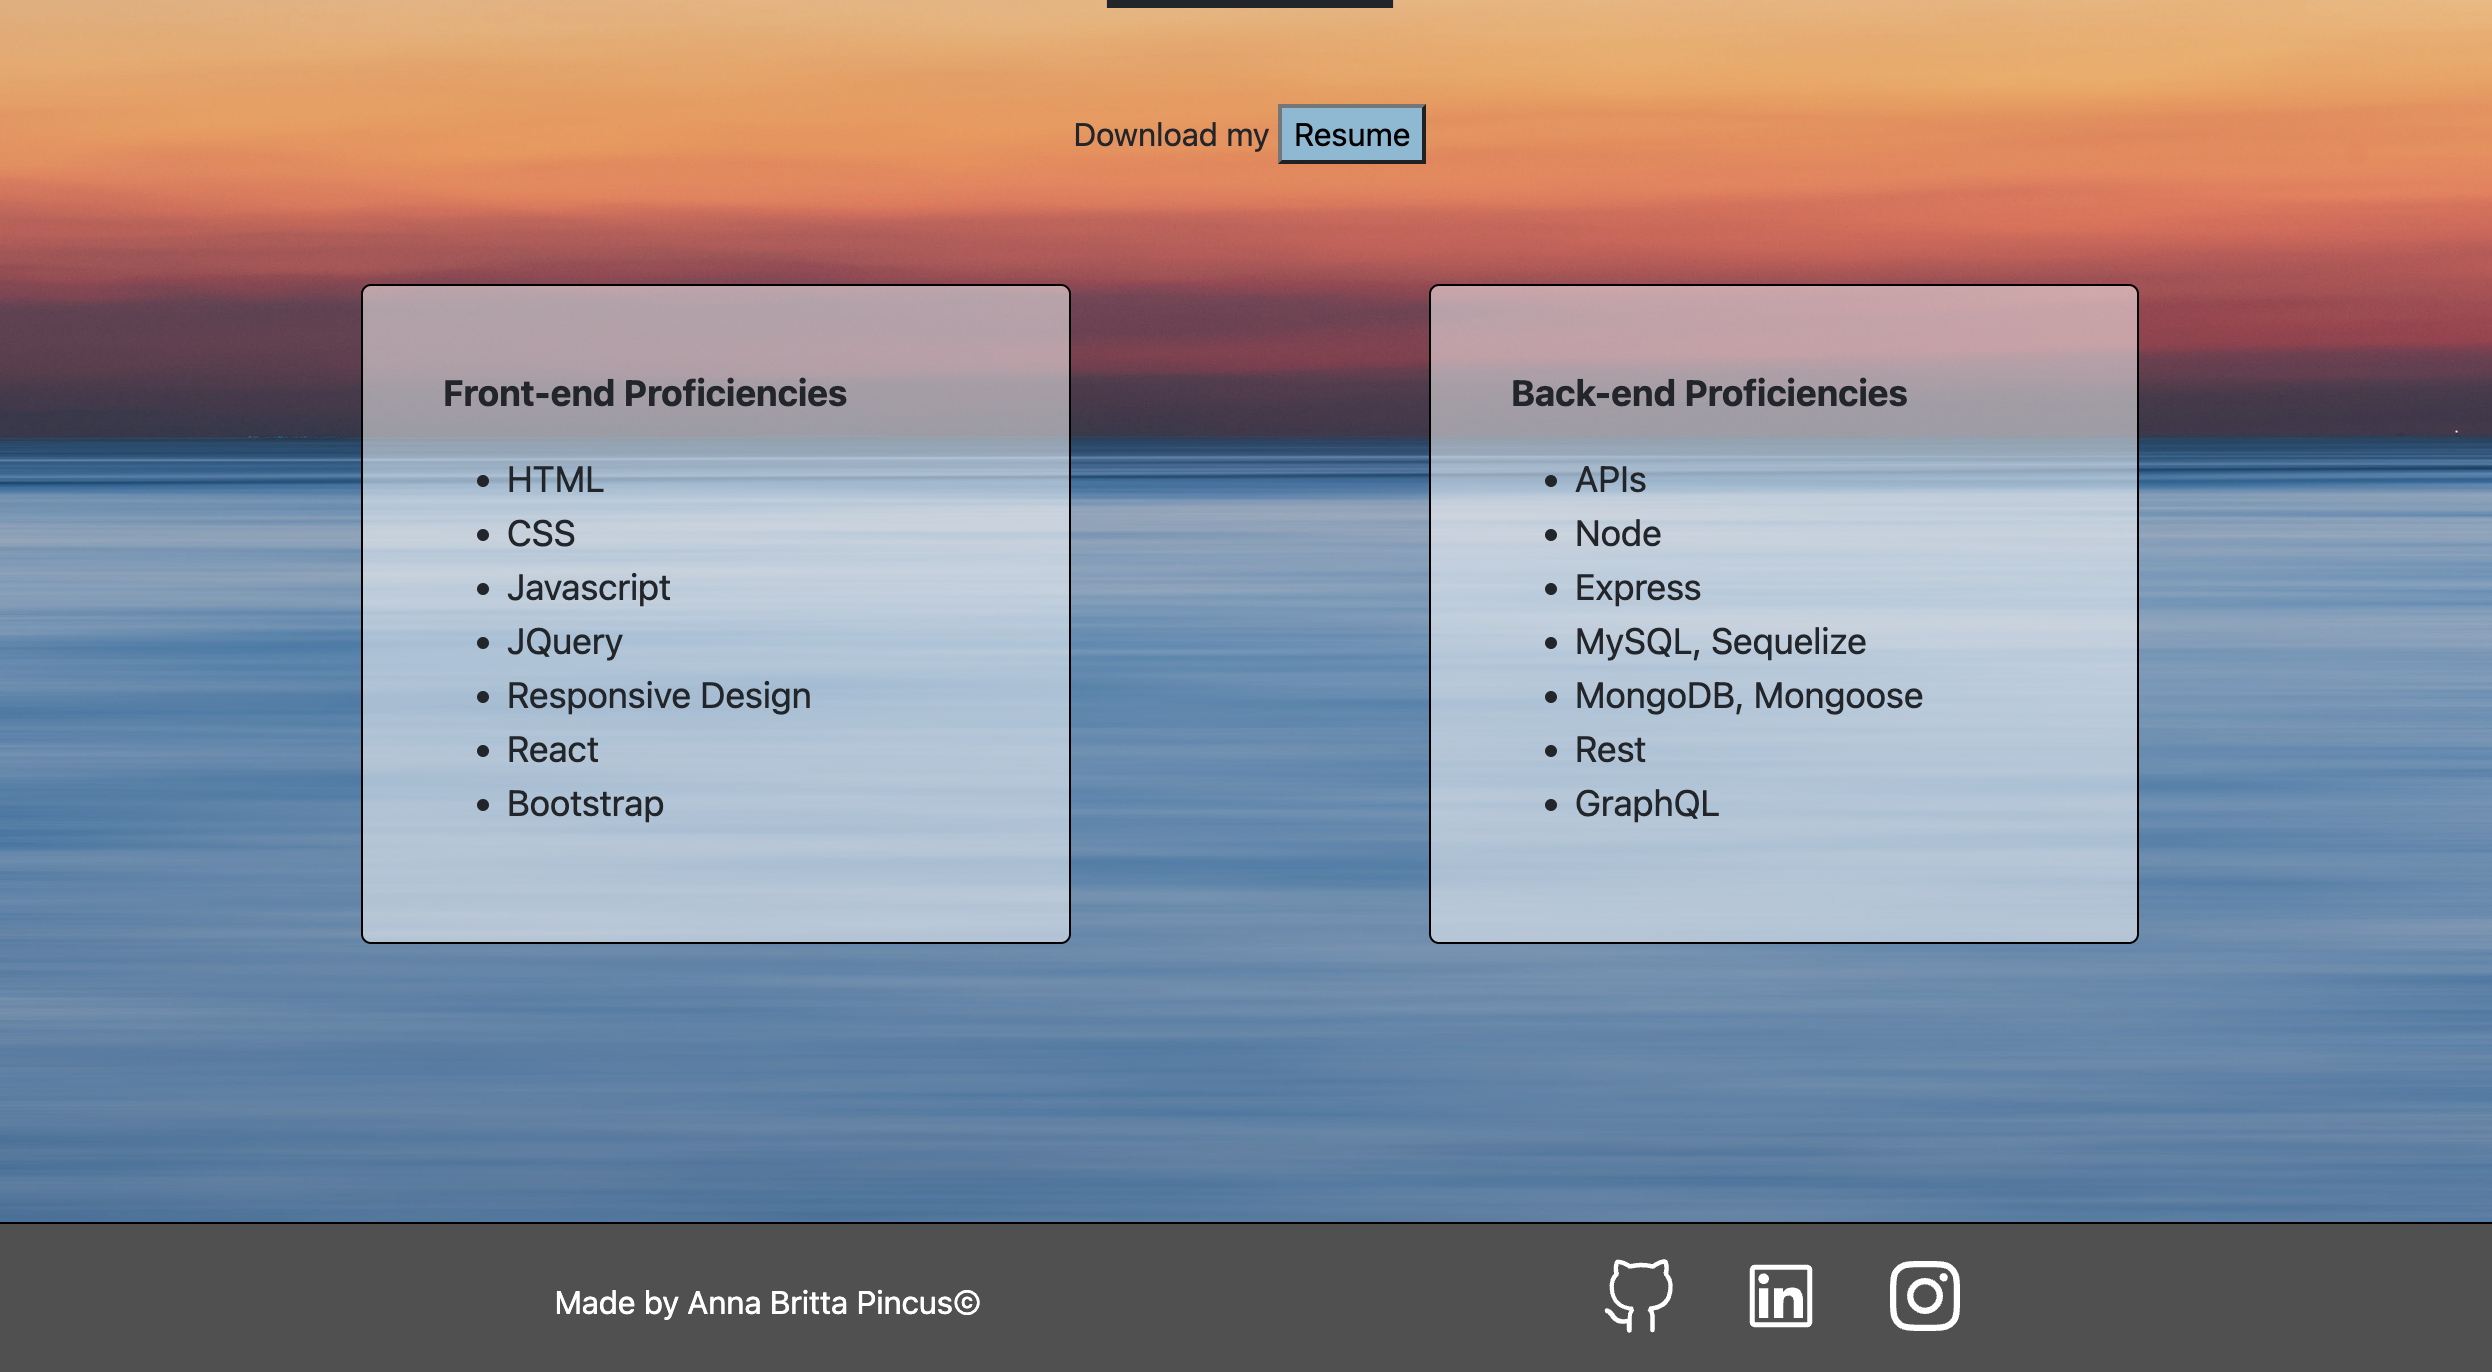 Download my Resume
Front-end Proficiencies
HTML
CSS
Javascript
JQuery
Responsive Design
React
Bootstrap
Back-end Proficiencies
APIs
Node
Express
MySQL, Sequelize
MongoDB, Mongoose
Rest
GraphQL
Made by Anna Britta Pincus©
in